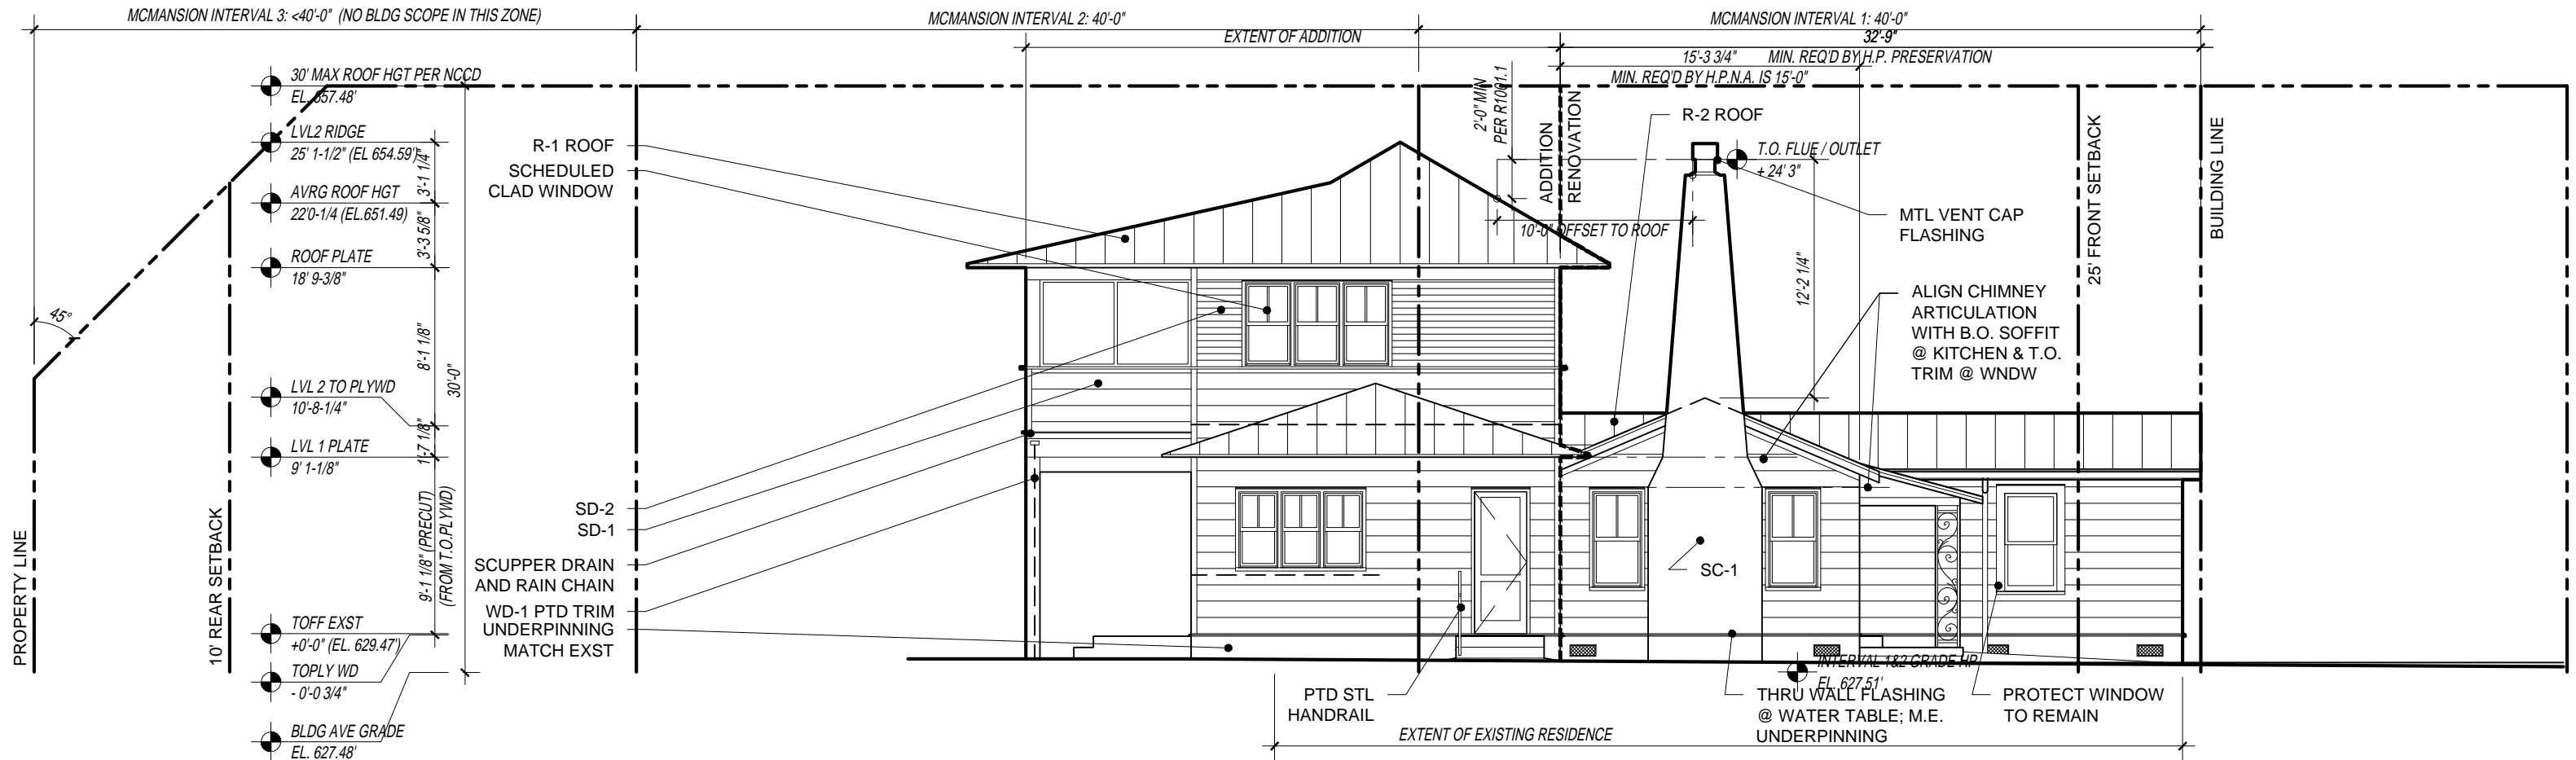 MCMANSION INTERVAL 3: <40'-0" (NO BLDG SCOPE IN THIS ZONE)
MCMANSION INTERVAL 2: 40'-0"
MCMANSION INTERVAL 1: 40'-0"
EXTENT OF ADDITION
32'-9"
15'-3 3/4"
MIN. REQ'D BY H.P. PRESERVATION
MIN. REQ'D BY H.P.N.A. IS 15'-0"
30' MAX ROOF HGT PER NCCD
EL. 657.48'
LVL2 RIDGE
25' 1-1/2" (EL 654.59')
AVRG ROOF HGT
22'0-1/4 (EL.651.49)
ROOF PLATE
18' 9-3/8"
LVL 2 TO PLYWD
10'-8-1/4"
LVL 1 PLATE
9' 1-1/8"
TOFF EXST
+0'-0" (EL. 629.47')
TOPLY WD
- 0'-0 3/4"
BLDG AVE GRADE
EL. 627.48'
3'-1 1/4"
3'-3 5/8"
8'-1 1/8"
1'-7 1/8"
9'-1 1/8" (PRECUT)
(FROM T.O.PLYWD)
30'-0"
45°
PROPERTY LINE
10' REAR SETBACK
R-1 ROOF
SCHEDULED
CLAD WINDOW
SD-2
SD-1
SCUPPER DRAIN
AND RAIN CHAIN
WD-1 PTD TRIM
UNDERPINNING
MATCH EXST
2'-0" MIN
PER R1001.1
ADDITION
RENOVATION
10'-0" OFFSET TO ROOF
R-2 ROOF
T.O. FLUE / OUTLET
+ 24' 3"
12'-2 1/4"
MTL VENT CAP
FLASHING
ALIGN CHIMNEY
ARTICULATION
WITH B.O. SOFFIT
@ KITCHEN & T.O.
TRIM @ WNDW
25' FRONT SETBACK
BUILDING LINE
SC-1
INTERVAL 1&2 GRADE HP
EL. 627.51'
PTD STL
HANDRAIL
THRU WALL FLASHING
@ WATER TABLE; M.E.
UNDERPINNING
PROTECT WINDOW
TO REMAIN
EXTENT OF EXISTING RESIDENCE